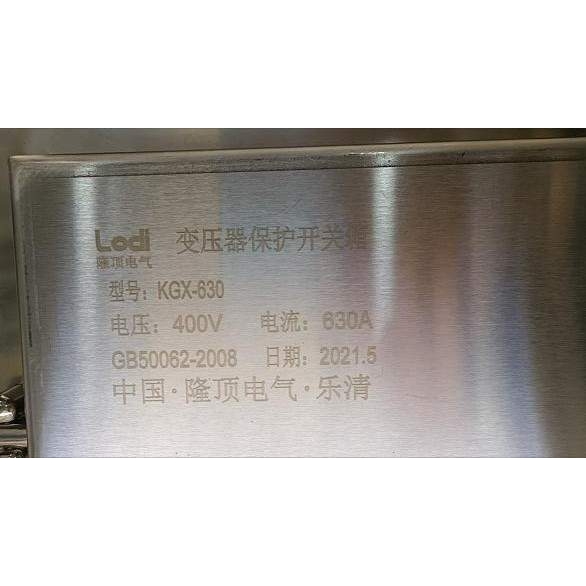 Lodi 变压器保护开关箱
隆顶电气
型号：KGX-630
电压：400V 电流：630A
GB50062-2008 日期：2021.5
中国·隆顶电气·乐清